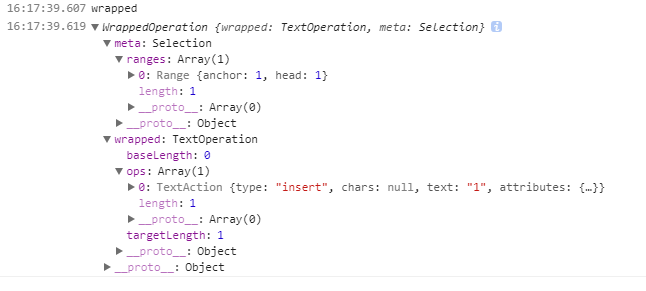 16:17:39.607 wrapped
16:17:39.619 ▼WrappedOperation {wrapped: TextOperation, meta: Selection} i
▼meta: Selection
▼ranges: Array(1)
▶0: Range {anchor: 1, head: 1}
length: 1
▶__proto__: Array(0)
▶__proto__: Object
▼wrapped: TextOperation
baseLength: 0
▼ops: Array(1)
▶0: TextAction {type: "insert", chars: null, text: "1", attributes: {…}}
length: 1
▶__proto__: Array(0)
targetLength: 1
▶__proto__: Object
▶__proto__: Object